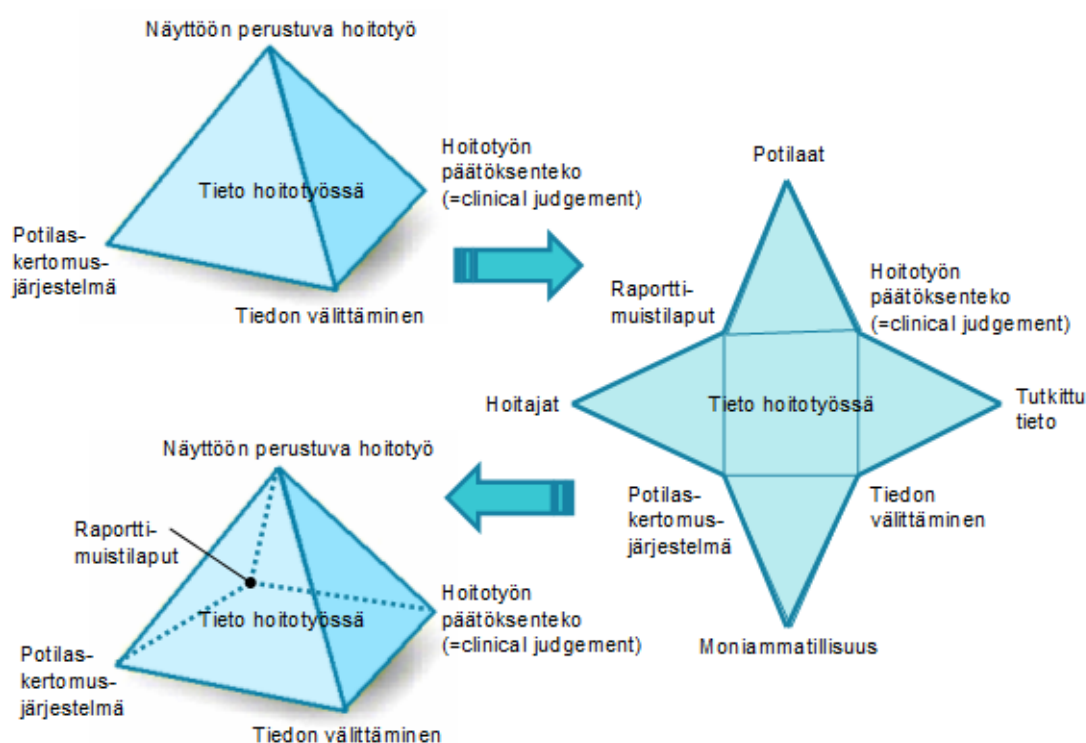 Näyttöön perustuva hoitotyö
Hoitotyön
päätöksenteko
(=clinical judgement)
Tieto hoitotyössä
Potilas-
kertomus-
järjestelmä
Tiedon välittäminen
Potilaat
Raportti-
muistilaput
Hoitotyön
päätöksenteko
(=clinical judgement)
Hoitajat
Tieto hoitotyössä
Tutkittu
tieto
Potilas-
kertomus-
järjestelmä
Tiedon
välittäminen
Moniammatillisuus
Näyttöön perustuva hoitotyö
Raportti-
muistilaput
Hoitotyön
päätöksenteko
(=clinical judgement)
Tieto hoitotyössä
Potilas-
kertomus-
järjestelmä
Tiedon välittäminen